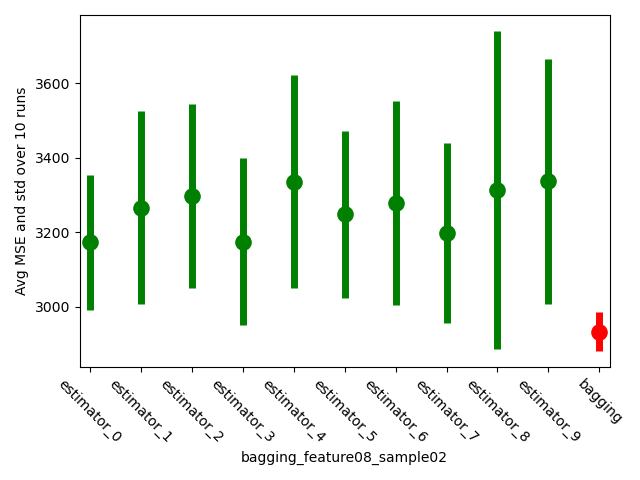 Avg MSE and std over 10 runs
3600
3400
3200
3000
estimator_0
estimator_1
estimator_2
estimator_3
estimator_4
estimator_5
estimator_6
estimator_7
estimator_8
estimator_9
bagging
bagging_feature08_sample02